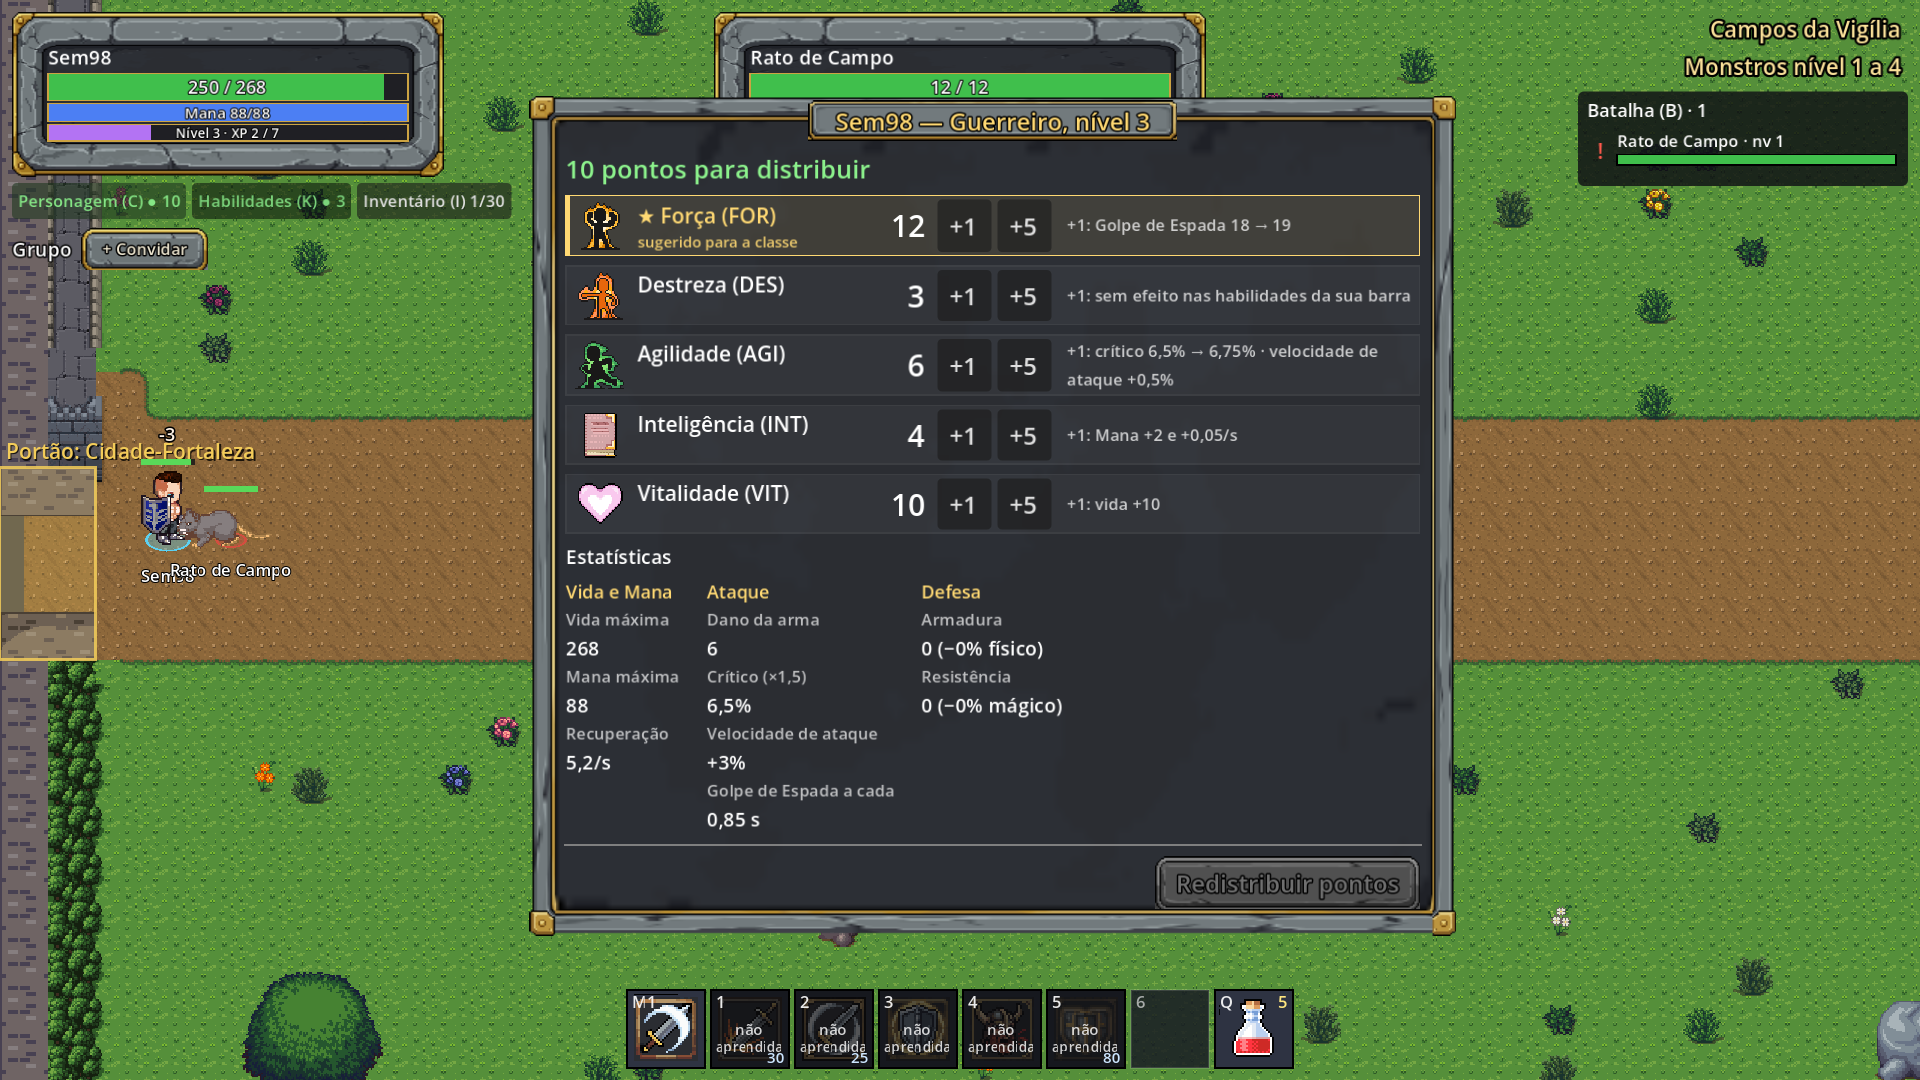 Sem98
250 / 268
Mana 88/88
Nível 3 · XP 2 / 7
Personagem (C) ● 10
Habilidades (K) ● 3
Inventário (I) 1/30
Grupo
+ Convidar
Rato de Campo
12 / 12
Campos da Vigília
Monstros nível 1 a 4
Batalha (B) · 1
! Rato de Campo · nv 1
Sem98 — Guerreiro, nível 3
10 pontos para distribuir
★ Força (FOR)
sugerido para a classe
12 +1 +5
+1: Golpe de Espada 18 → 19
Destreza (DES)
3 +1 +5
+1: sem efeito nas habilidades da sua barra
Agilidade (AGI)
6 +1 +5
+1: crítico 6,5% → 6,75% · velocidade de
ataque +0,5%
Inteligência (INT)
4 +1 +5
+1: Mana +2 e +0,05/s
Vitalidade (VIT)
10 +1 +5
+1: vida +10
Estatísticas
Vida e Mana
Vida máxima
268
Mana máxima
88
Recuperação
5,2/s
Ataque
Dano da arma
6
Crítico (×1,5)
6,5%
Velocidade de ataque
+3%
Golpe de Espada a cada
0,85 s
Defesa
Armadura
0 (−0% físico)
Resistência
0 (−0% mágico)
Redistribuir pontos
-3
Portão: Cidade-Fortaleza
Sem98
Rato de Campo
M1
1
não
aprendida
30
2
não
aprendida
25
3
não
aprendida
4
não
aprendida
5
não
aprendida
80
6
Q 5